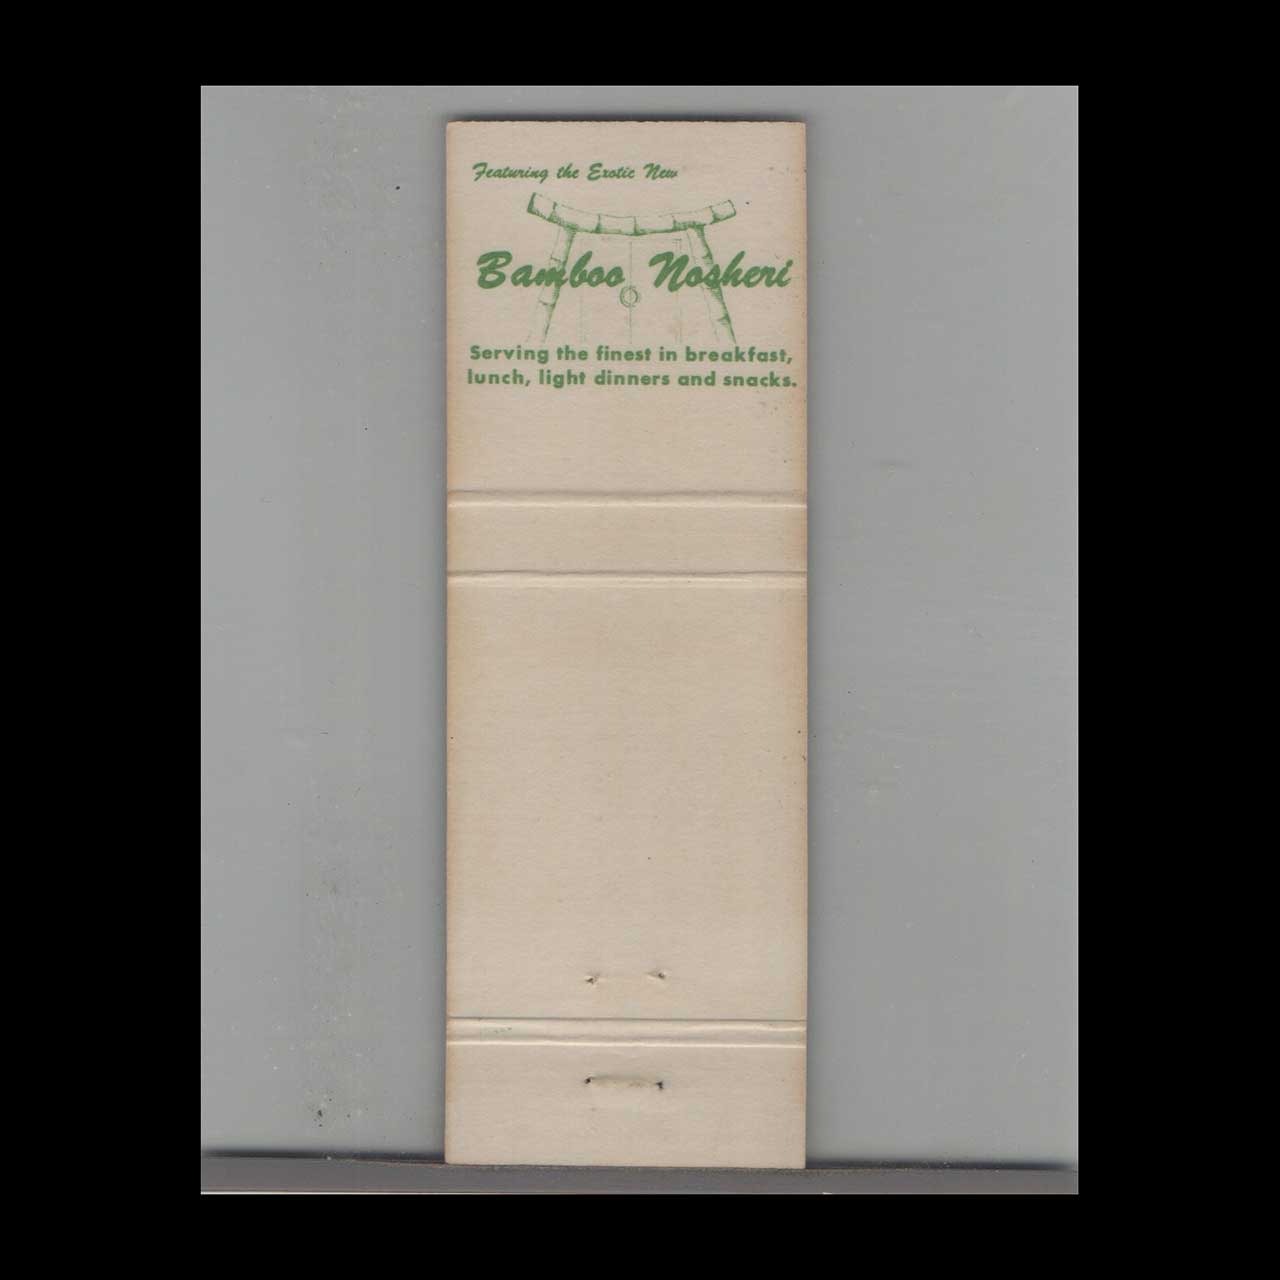 Featuring the Exotic New
Bamboo Nosheri
Serving the finest in breakfast,
lunch, light dinners and snacks.